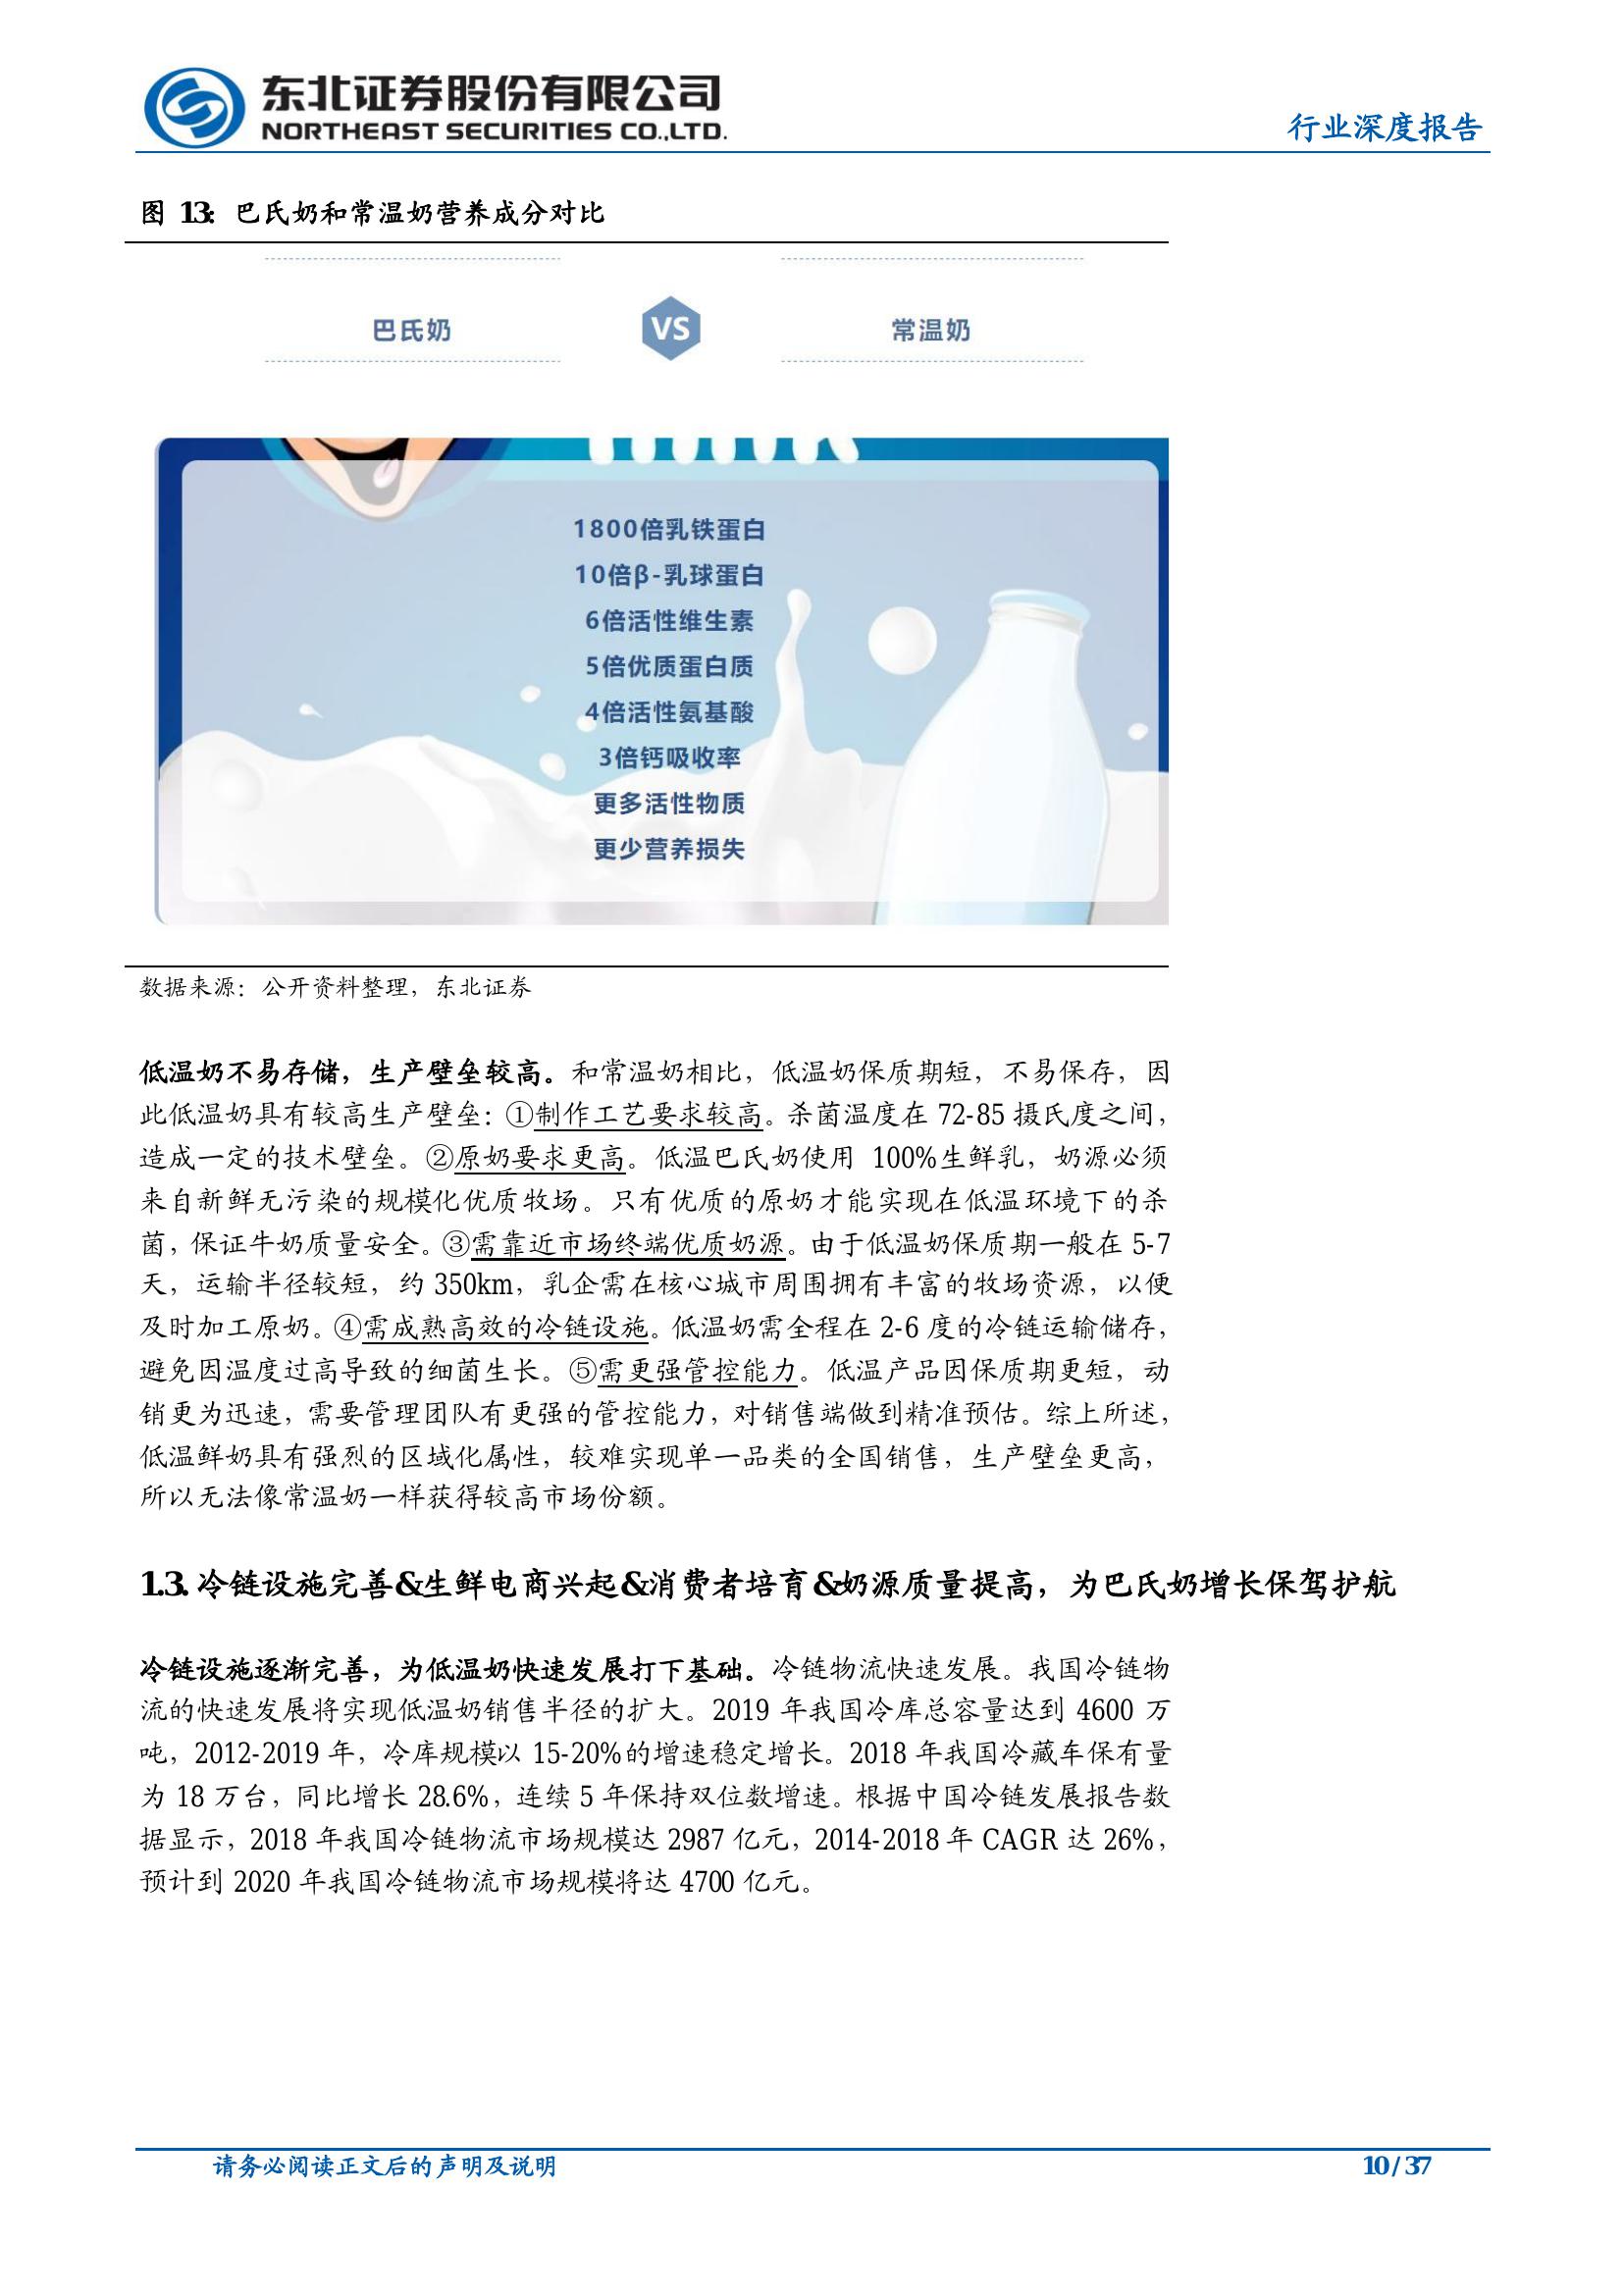 东北证券股份有限公司
NORTHEAST SECURITIES CO.,LTD.
行业深度报告
图 13：巴氏奶和常温奶营养成分对比
巴氏奶
VS
常温奶
1800倍乳铁蛋白
10倍β-乳球蛋白
6倍活性维生素
5倍优质蛋白质
4倍活性氨基酸
3倍钙吸收率
更多活性物质
更少营养损失
数据来源：公开资料整理，东北证券
低温奶不易存储，生产壁垒较高。和常温奶相比，低温奶保质期短，不易保存，因
此低温奶具有较高生产壁垒：①制作工艺要求较高。杀菌温度在 72-85 摄氏度之间，
造成一定的技术壁垒。②原奶要求更高。低温巴氏奶使用 100%生鲜乳，奶源必须
来自新鲜无污染的规模化优质牧场。只有优质的原奶才能实现在低温环境下的杀
菌，保证牛奶质量安全。③需靠近市场终端优质奶源。由于低温奶保质期一般在 5-7
天，运输半径较短，约 350km，乳企需在核心城市周围拥有丰富的牧场资源，以便
及时加工原奶。④需成熟高效的冷链设施。低温奶需全程在 2-6 度的冷链运输储存，
避免因温度过高导致的细菌生长。⑤需更强管控能力。低温产品因保质期更短，动
销更为迅速，需要管理团队有更强的管控能力，对销售端做到精准预估。综上所述，
低温鲜奶具有强烈的区域化属性，较难实现单一品类的全国销售，生产壁垒更高，
所以无法像常温奶一样获得较高市场份额。
1.3. 冷链设施完善&生鲜电商兴起&消费者培育&奶源质量提高，为巴氏奶增长保驾护航
冷链设施逐渐完善，为低温奶快速发展打下基础。冷链物流快速发展。我国冷链物
流的快速发展将实现低温奶销售半径的扩大。2019 年我国冷库总容量达到 4600 万
吨，2012-2019 年，冷库规模以 15-20%的增速稳定增长。2018 年我国冷藏车保有量
为 18 万台，同比增长 28.6%，连续 5 年保持双位数增速。根据中国冷链发展报告数
据显示，2018 年我国冷链物流市场规模达 2987 亿元，2014-2018 年 CAGR 达 26%，
预计到 2020 年我国冷链物流市场规模将达 4700 亿元。
请务必阅读正文后的声明及说明
10 / 37